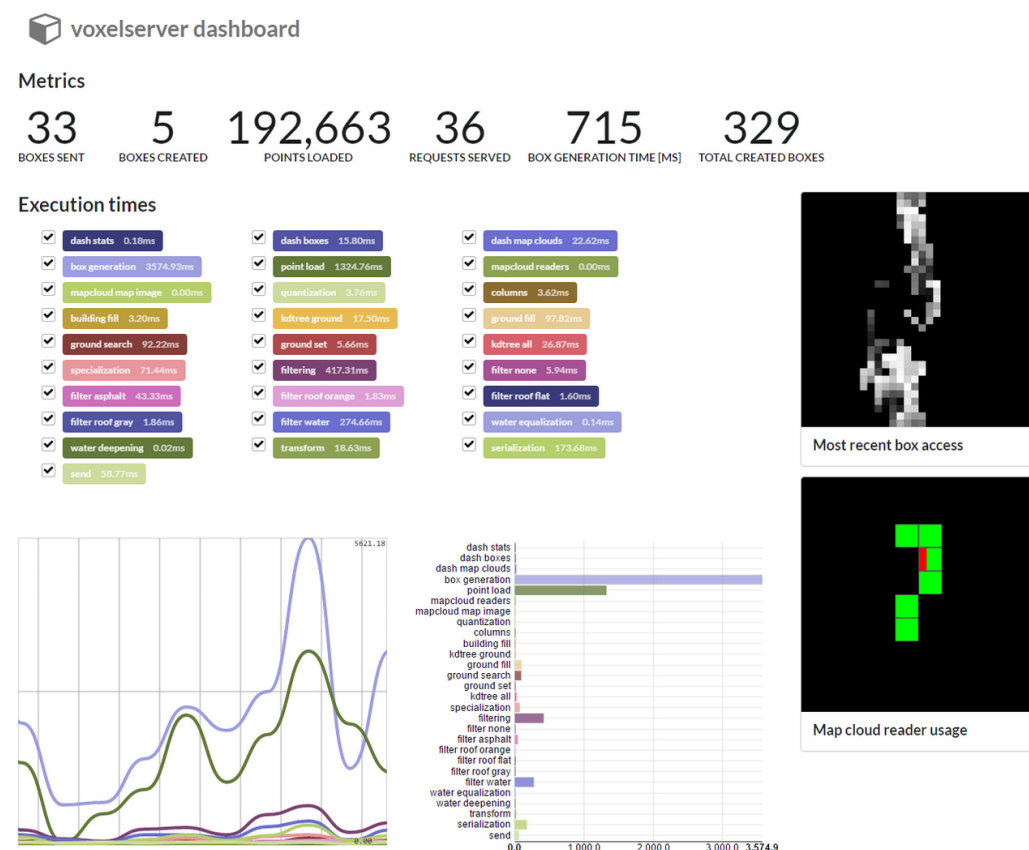 voxelserver dashboard
Metrics
33 5 192,663 36 715 329
BOXES SENT BOXES CREATED POINTS LOADED REQUESTS SERVED BOX GENERATION TIME [MS] TOTAL CREATED BOXES
Execution times
dash stats 0.18ms dash boxes 15.80ms dash map clouds 22.62ms
box generation 3574.93ms point load 1324.76ms mapcloud readers 0.00ms
mapcloud map image 0.00ms quantization 3.76ms columns 3.62ms
building fill 3.20ms kdtree ground 17.50ms ground fill 97.82ms
ground search 92.22ms ground set 5.66ms kdtree all 26.87ms
specialization 71.44ms filtering 417.31ms filter none 5.94ms
filter asphalt 43.33ms filter roof orange 1.83ms filter roof flat 1.60ms
filter roof gray 1.86ms filter water 274.66ms water equalization 0.14ms
water deepening 0.02ms transform 18.63ms serialization 173.68ms
send 58.77ms
Most recent box access
Map cloud reader usage
5621.18
0.00
dash stats
dash boxes
dash map clouds
box generation
point load
mapcloud readers
mapcloud map image
quantization
columns
building fill
kdtree ground
ground fill
ground search
ground set
kdtree all
specialization
filtering
filter none
filter asphalt
filter roof orange
filter roof flat
filter roof gray
filter water
water equalization
water deepening
transform
serialization
send
0.0 1,000.0 2,000.0 3,000.0 3,574.9